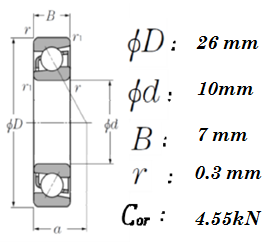 B
r
r₁
r₁
r
ϕD
ϕd
a
ϕD : 26 mm
ϕd : 10mm
B : 7 mm
r : 0.3 mm
Cor : 4.55kN